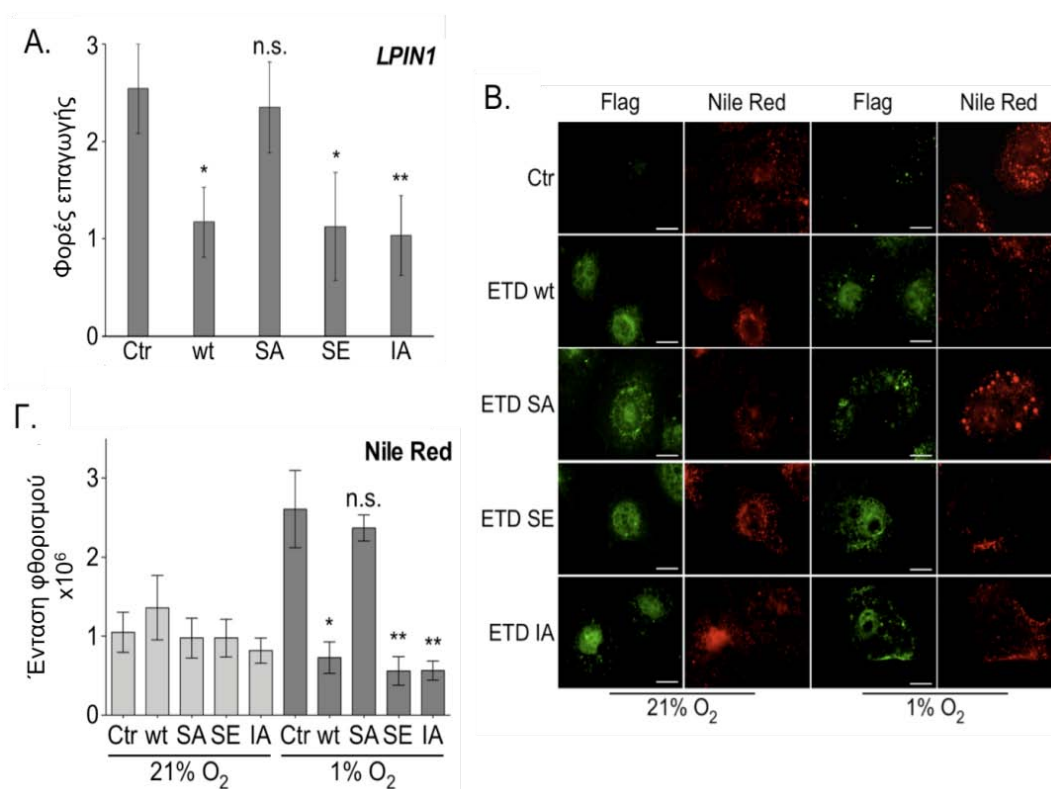 A.
LPIN1
Φορές επαγωγής
3
2
1
0
n.s.
*
*
**
Ctr
wt
SA
SE
IA
B.
Flag
Nile Red
Flag
Nile Red
Ctr
ETD wt
ETD SA
ETD SE
ETD IA
21% O₂
1% O₂
Γ.
Nile Red
Ένταση φθορισμού
x10⁶
3
2
1
0
n.s.
*
**
**
Ctr
wt
SA
SE
IA
Ctr
wt
SA
SE
IA
21% O₂
1% O₂